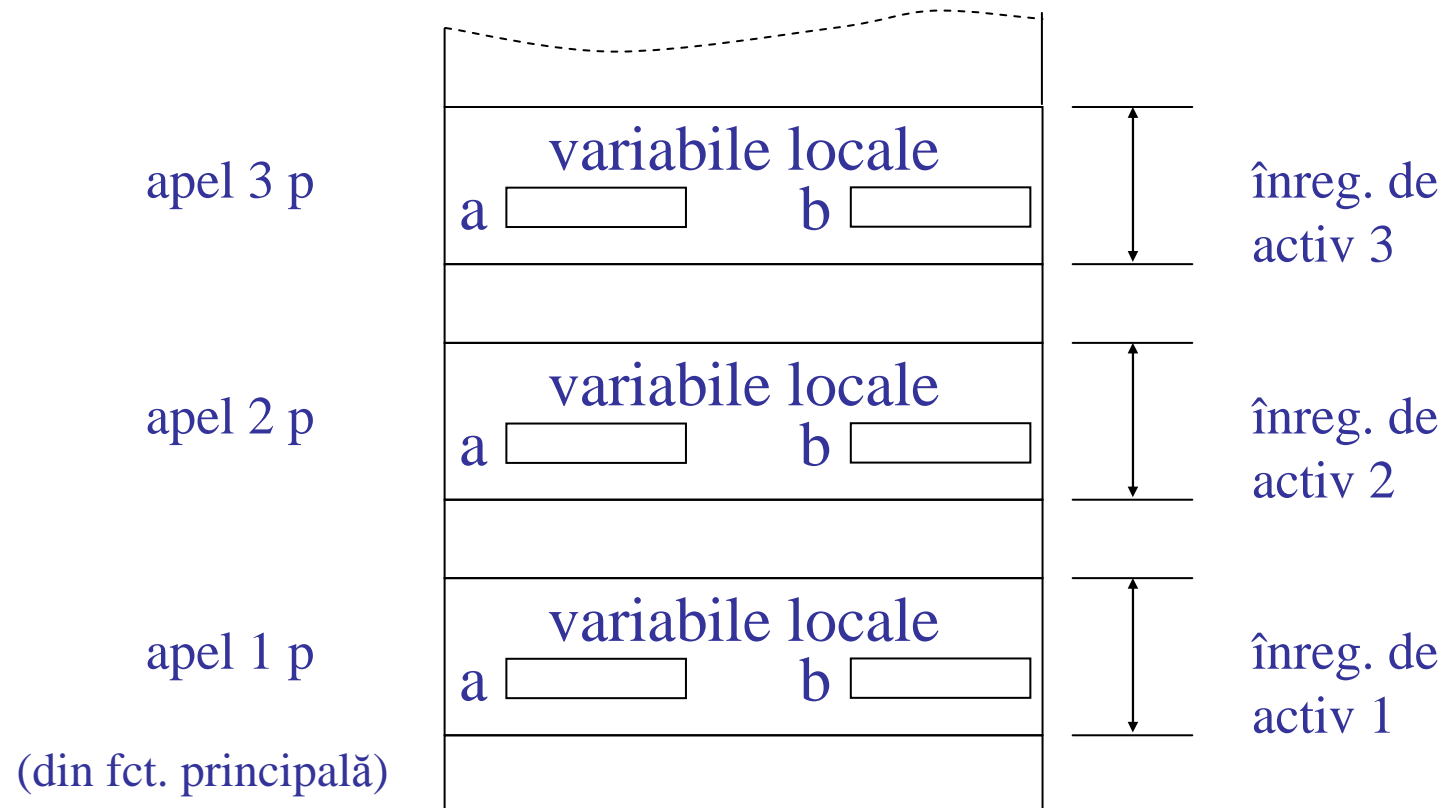 variabile locale
apel 3 p
a
b
înreg. de
activ 3
variabile locale
apel 2 p
a
b
înreg. de
activ 2
variabile locale
apel 1 p
a
b
înreg. de
activ 1
(din fct. principală)